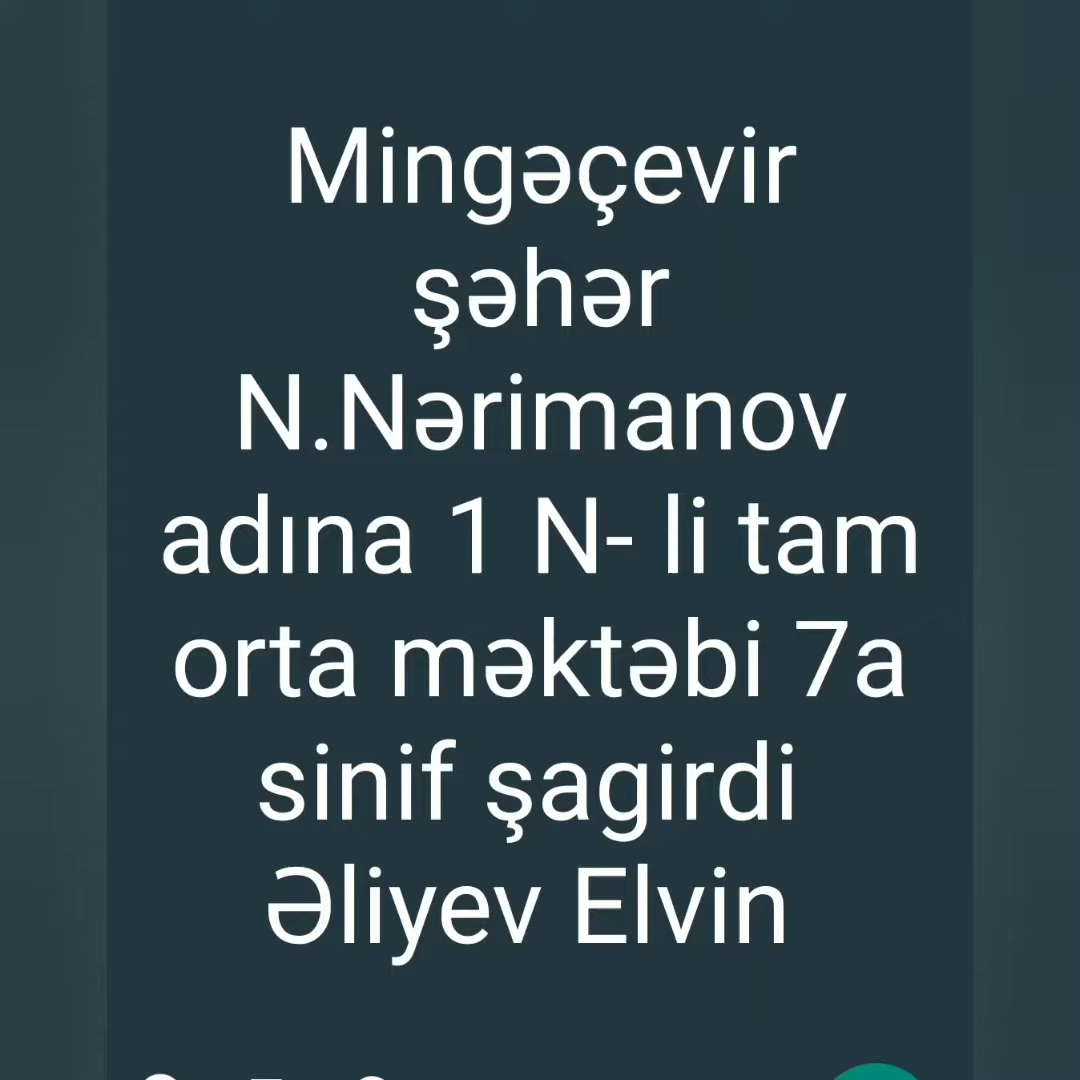 Mingəçevir
şəhər
N.Nərimanov
adına 1 N- li tam
orta məktəbi 7a
sinif şagirdi
Əliyev Elvin